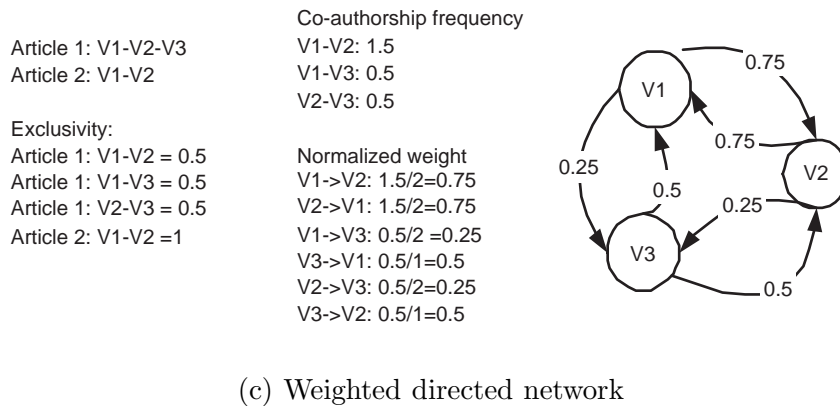 Article 1: V1-V2-V3
Article 2: V1-V2
Exclusivity:
Article 1: V1-V2 = 0.5
Article 1: V1-V3 = 0.5
Article 1: V2-V3 = 0.5
Article 2: V1-V2 =1
Co-authorship frequency
V1-V2: 1.5
V1-V3: 0.5
V2-V3: 0.5
Normalized weight
V1->V2: 1.5/2=0.75
V2->V1: 1.5/2=0.75
V1->V3: 0.5/2 =0.25
V3->V1: 0.5/1=0.5
V2->V3: 0.5/2=0.25
V3->V2: 0.5/1=0.5
0.75
V1
0.75
0.25
V2
0.5
0.25
V3
0.5
(c) Weighted directed network